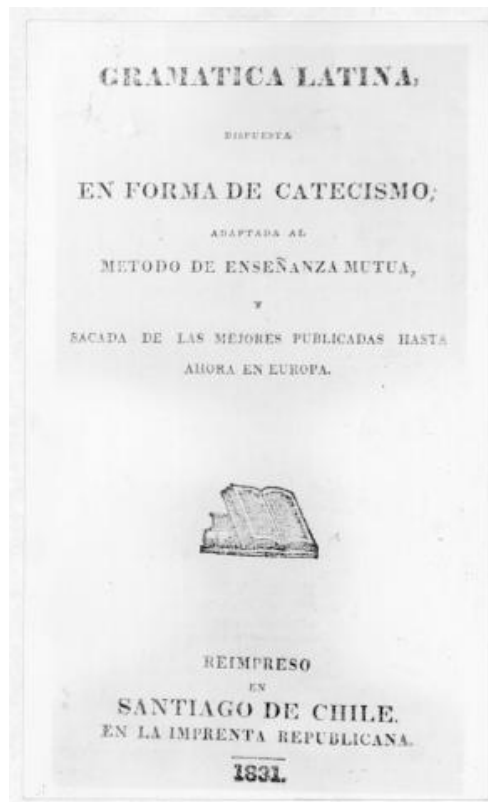 GRAMATICA LATINA,
DISPUESTA
EN FORMA DE CATECISMO,
ADAPTADA AL
METODO DE ENSEÑANZA MUTUA,
Y
SACADA DE LAS MEJORES PUBLICADAS HASTA
AHORA EN EUROPA.
REIMPRESO
EN
SANTIAGO DE CHILE.
EN LA IMPRENTA REPUBLICANA.
1831.